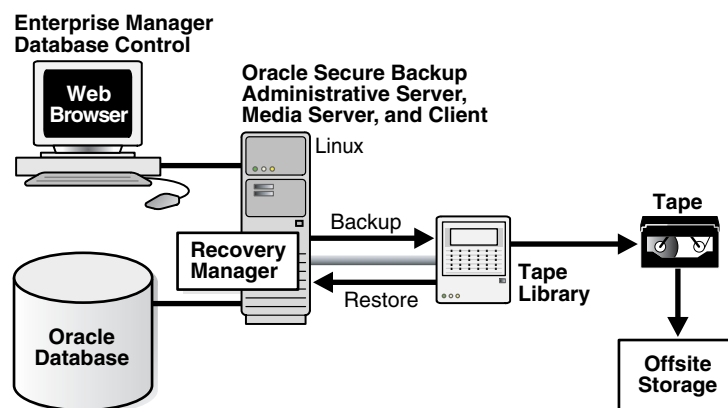 Enterprise Manager
Database Control
Web
Browser
Oracle Secure Backup
Administrative Server,
Media Server, and Client
Linux
Backup
Recovery
Manager
Restore
Tape
Library
Tape
Oracle
Database
Offsite
Storage